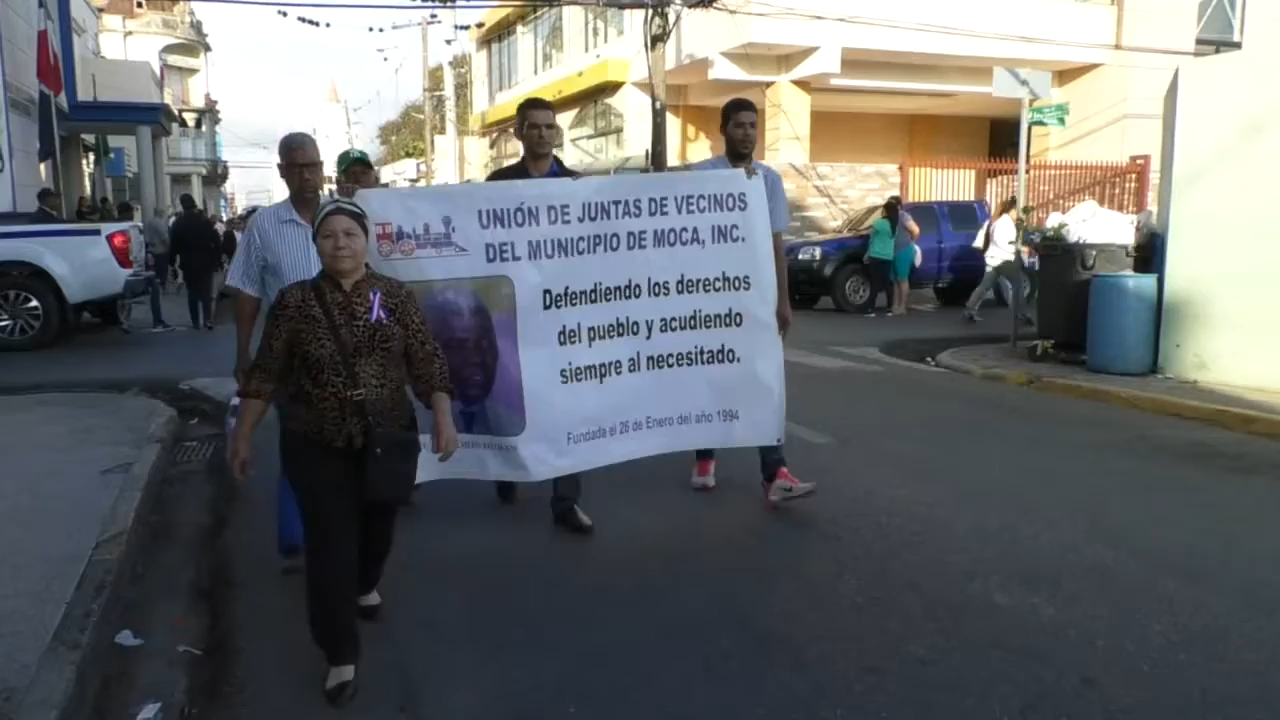 UNIÓN DE JUNTAS DE VECINOS
DEL MUNICIPIO DE MOCA, INC.
Defendiendo los derechos
del pueblo y acudiendo
siempre al necesitado.
Fundada el 26 de Enero del año 1994